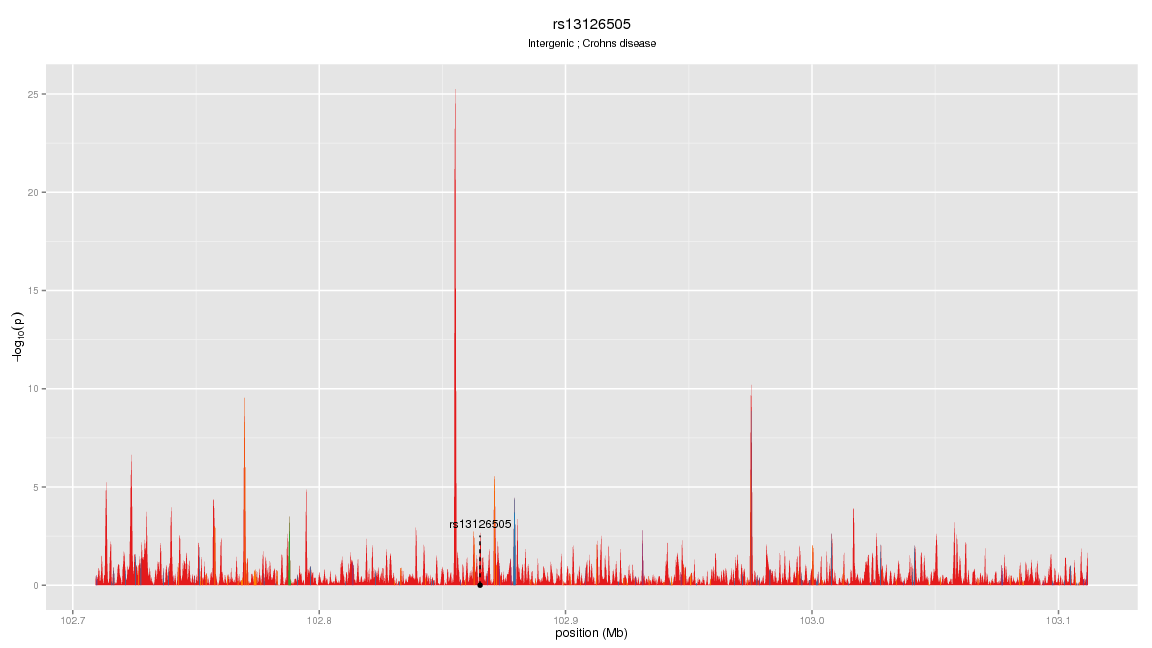 rs13126505
Intergenic ; Crohns disease
25
20
15
10
5
0
−log10(p)
rs13126505
102.7 102.8 102.9 103.0 103.1
position (Mb)